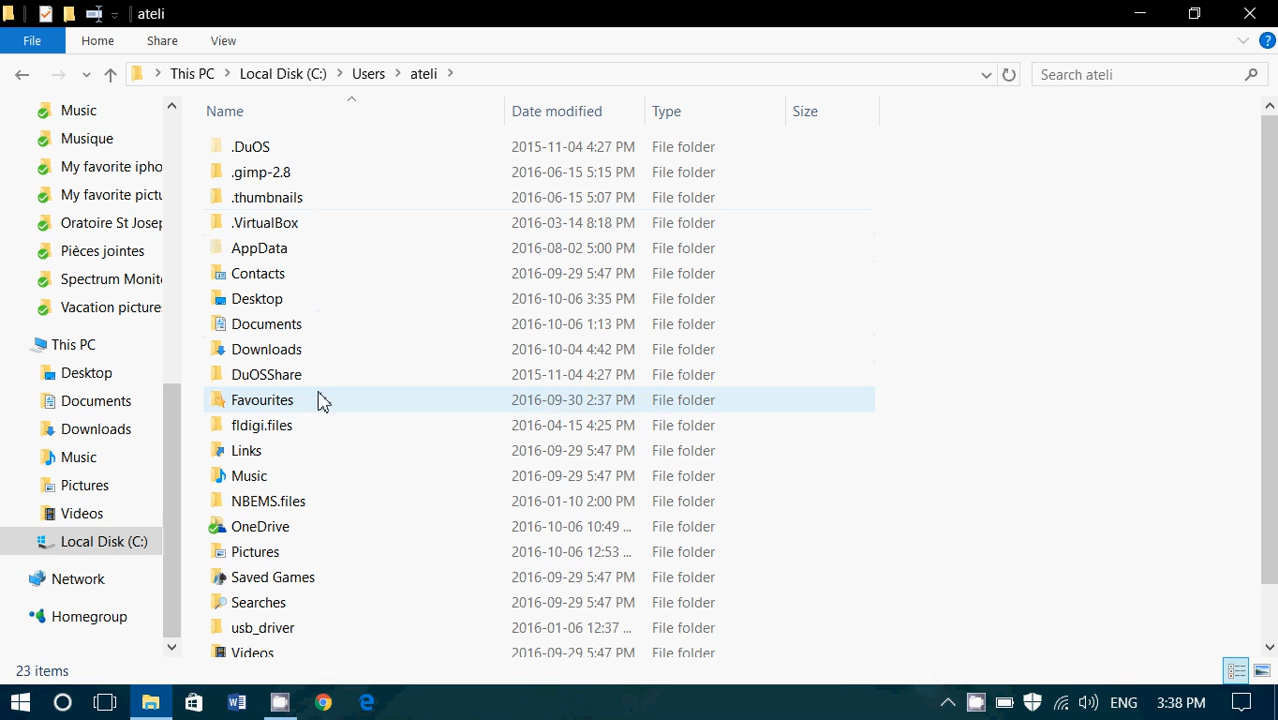 ateli
File Home Share View
This PC Local Disk (C:) Users ateli Search ateli
Music
Musique
My favorite ipho
My favorite pictu
Oratoire St Josep
Pièces jointes
Spectrum Monit
Vacation picture
This PC
Desktop
Documents
Downloads
Music
Pictures
Videos
Local Disk (C:)
Network
Homegroup
Name Date modified Type Size
.DuOS 2015-11-04 4:27 PM File folder
.gimp-2.8 2016-06-15 5:15 PM File folder
.thumbnails 2016-06-15 5:07 PM File folder
.VirtualBox 2016-03-14 8:18 PM File folder
AppData 2016-08-02 5:00 PM File folder
Contacts 2016-09-29 5:47 PM File folder
Desktop 2016-10-06 3:35 PM File folder
Documents 2016-10-06 1:13 PM File folder
Downloads 2016-10-04 4:42 PM File folder
DuOSShare 2015-11-04 4:27 PM File folder
Favourites 2016-09-30 2:37 PM File folder
fldigi.files 2016-04-15 4:25 PM File folder
Links 2016-09-29 5:47 PM File folder
Music 2016-09-29 5:47 PM File folder
NBEMS.files 2016-01-10 2:00 PM File folder
OneDrive 2016-10-06 10:49 ... File folder
Pictures 2016-10-06 12:53 ... File folder
Saved Games 2016-09-29 5:47 PM File folder
Searches 2016-09-29 5:47 PM File folder
usb_driver 2016-01-06 12:37 ... File folder
Videos 2016-09-29 5:47 PM File folder
23 items
ENG 3:38 PM